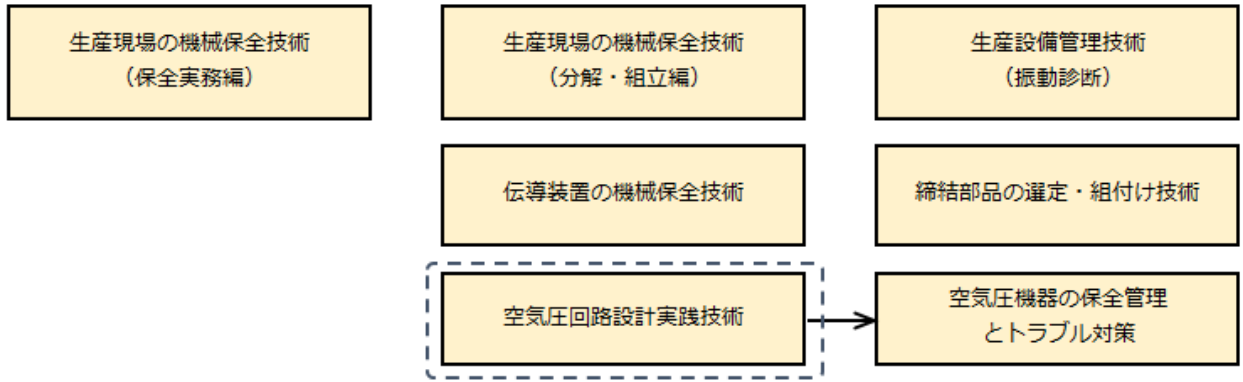 生産現場の機械保全技術
（保全実務編）
生産現場の機械保全技術
（分解・組立編）
生産設備管理技術
（振動診断）
伝導装置の機械保全技術
締結部品の選定・組付け技術
空気圧回路設計実践技術
空気圧機器の保全管理
とトラブル対策